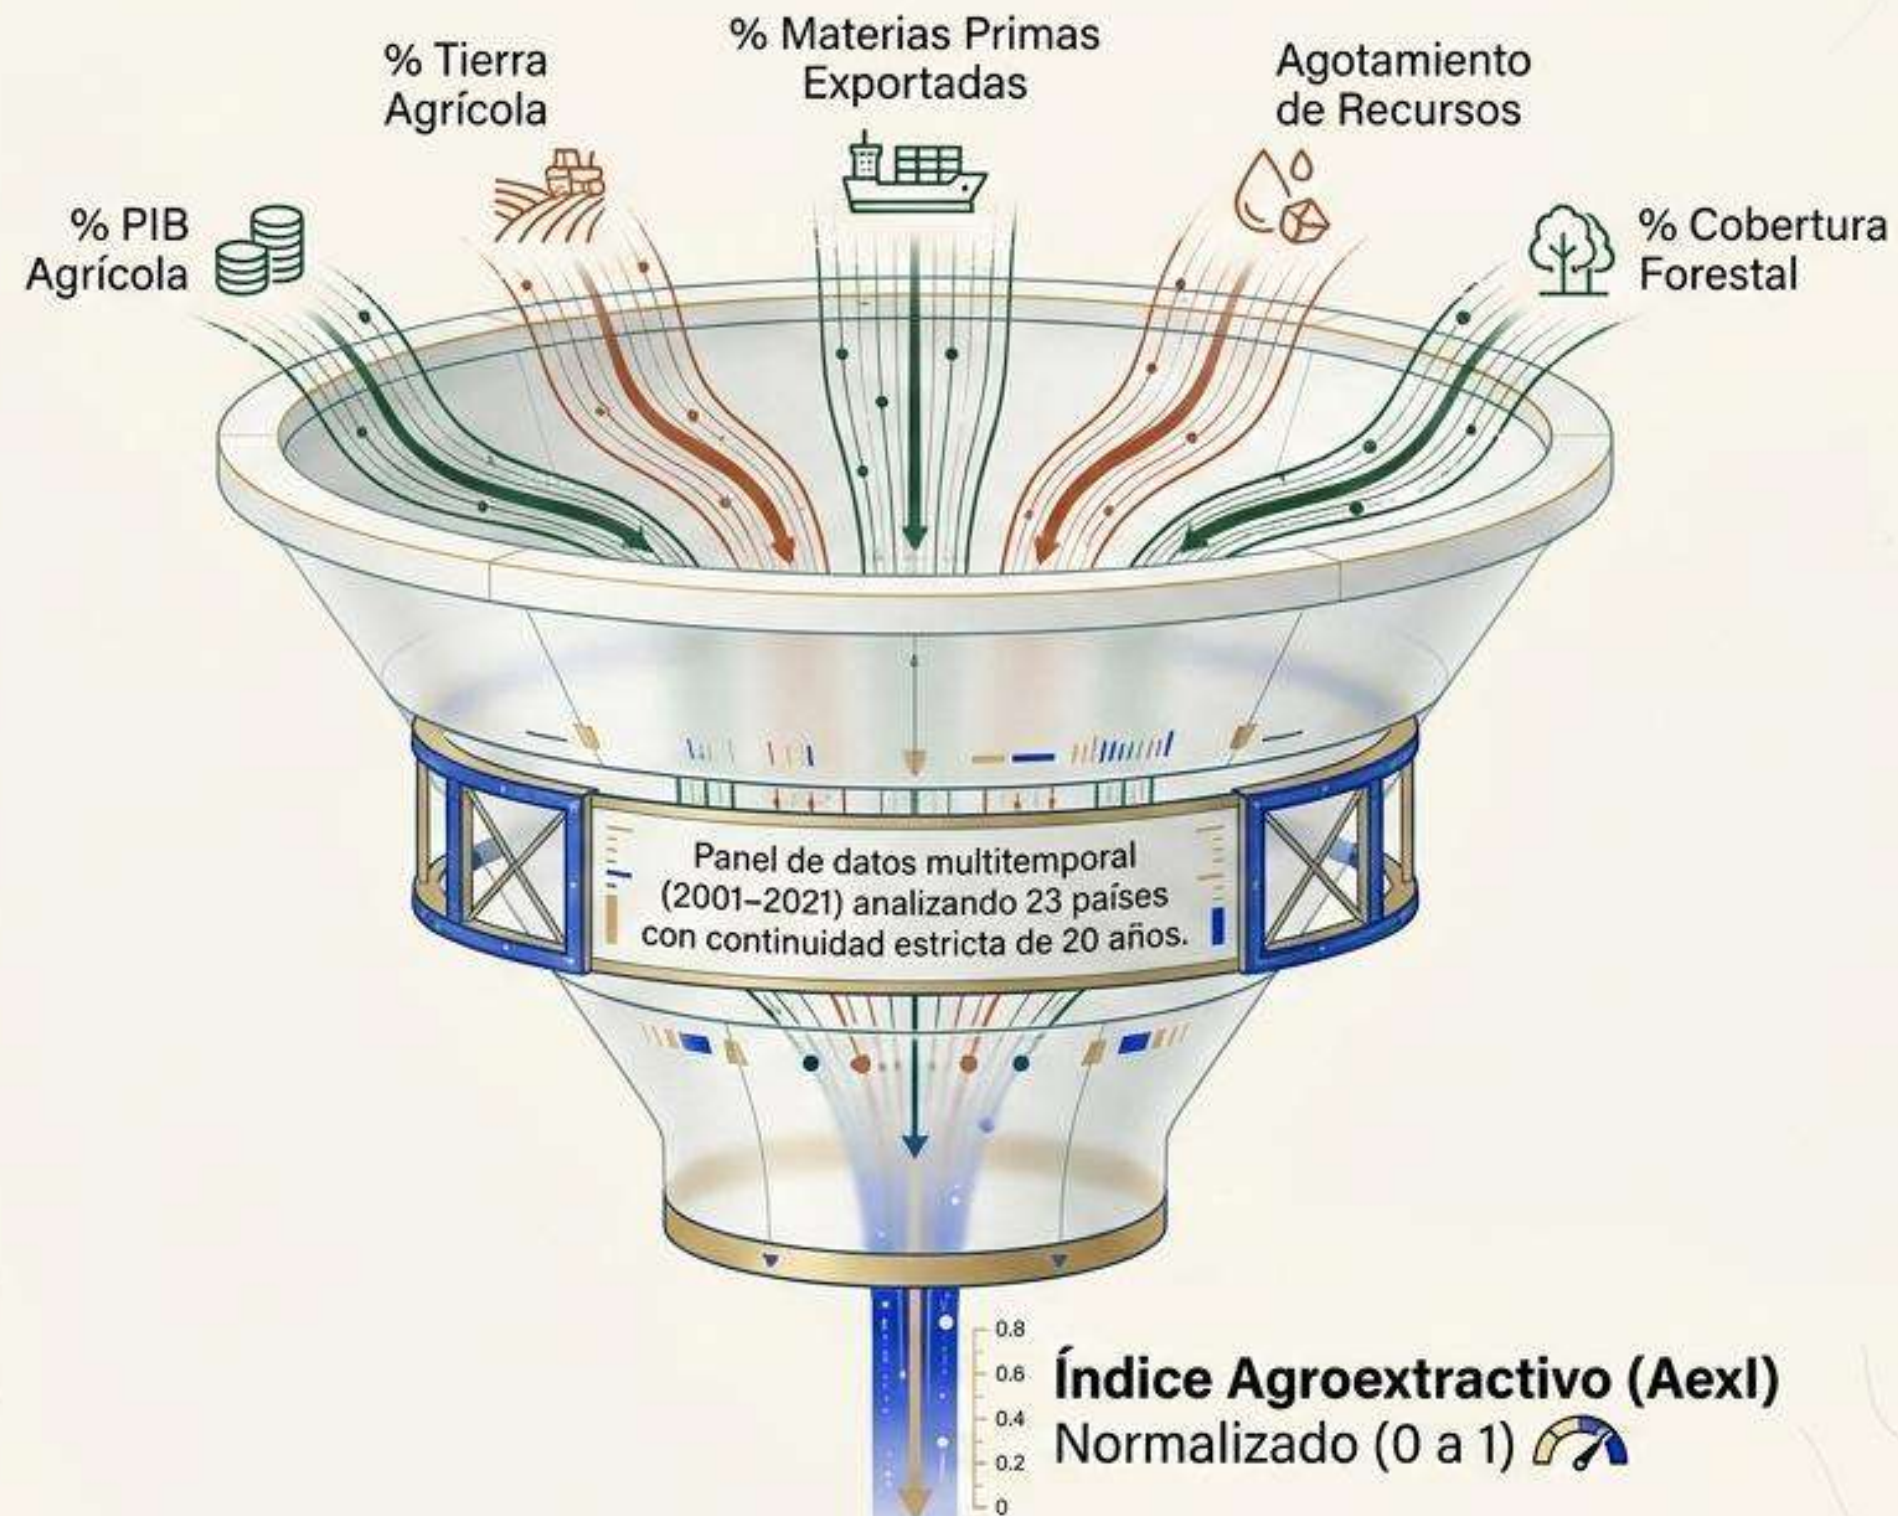 % PIB
Agrícola
% Tierra
Agrícola
% Materias Primas
Exportadas
Agotamiento
de Recursos
% Cobertura
Forestal
Panel de datos multitemporal
(2001–2021) analizando 23 países
con continuidad estricta de 20 años.
0.8
0.6
0.4
0.2
0
Índice Agroextractivo (AexI)
Normalizado (0 a 1)